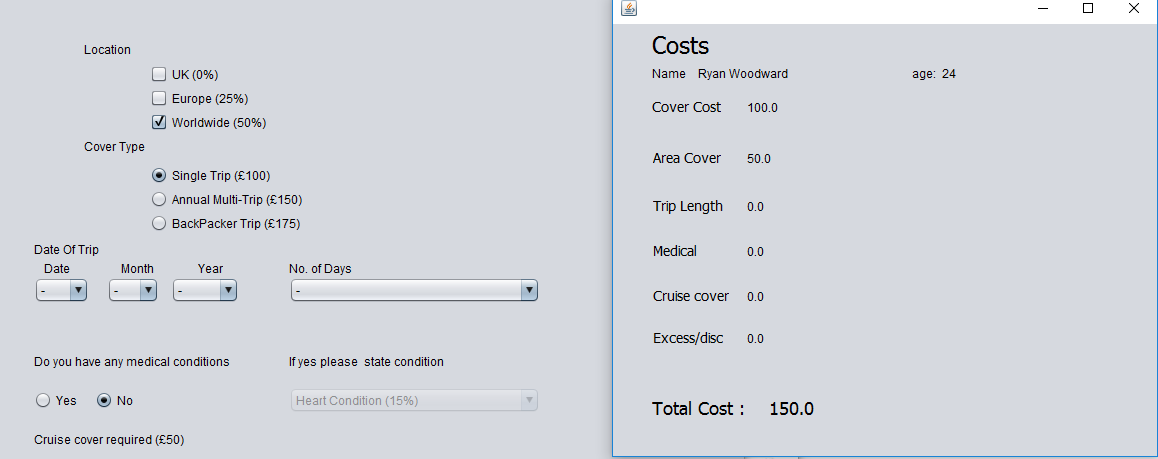 Location
UK (0%)
Europe (25%)
Worldwide (50%)
Cover Type
Single Trip (£100)
Annual Multi-Trip (£150)
BackPacker Trip (£175)
Date Of Trip
Date Month Year No. of Days
- - - -
Do you have any medical conditions If yes please state condition
Yes No Heart Condition (15%)
Cruise cover required (£50)
Costs
Name Ryan Woodward age: 24
Cover Cost 100.0
Area Cover 50.0
Trip Length 0.0
Medical 0.0
Cruise cover 0.0
Excess/disc 0.0
Total Cost : 150.0